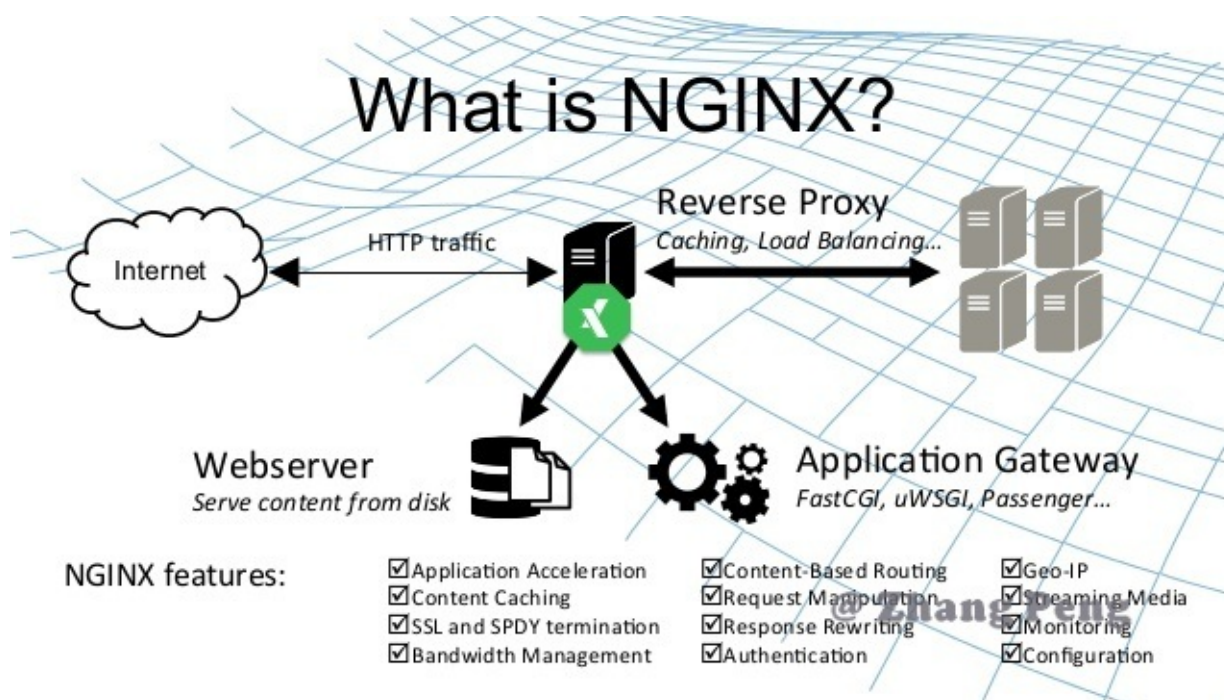 What is NGINX?
Internet
HTTP traffic
Reverse Proxy
Caching, Load Balancing...
Webserver
Serve content from disk
Application Gateway
FastCGI, uWSGI, Passenger...
NGINX features:
☑Application Acceleration
☑Content Caching
☑SSL and SPDY termination
☑Bandwidth Management
☑Content-Based Routing
☑Request Manipulation
☑Response Rewriting
☑Authentication
☑Geo-IP
☑Streaming Media
☑Monitoring
☑Configuration
@ Zhang Peng